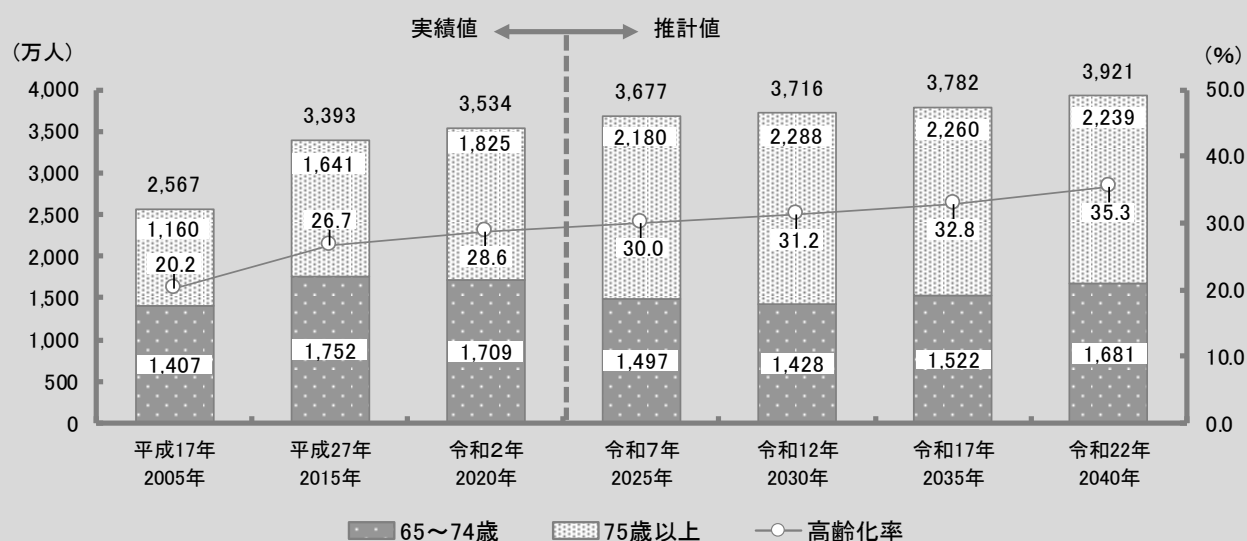 実績値 推計値
（万人） （%）
4,000 3,500 3,000 2,500 2,000 1,500 1,000 500 0
50.0 40.0 30.0 20.0 10.0 0.0
2,567 3,393 3,534 3,677 3,716 3,782 3,921
1,160 1,641 1,825 2,180 2,288 2,260 2,239
20.2 26.7 28.6 30.0 31.2 32.8 35.3
1,407 1,752 1,709 1,497 1,428 1,522 1,681
平成17年 平成27年 令和2年 令和7年 令和12年 令和17年 令和22年
2005年 2015年 2020年 2025年 2030年 2035年 2040年
65～74歳 75歳以上 高齢化率